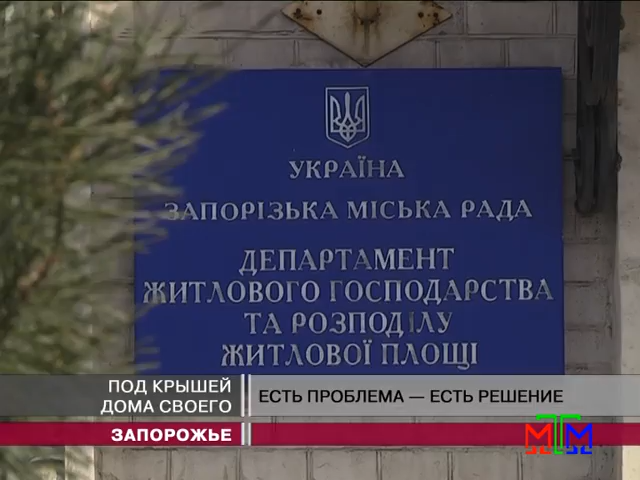 УКРАЇНА
ЗАПОРІЗЬКА МІСЬКА РАДА
ДЕПАРТАМЕНТ
ЖИТЛОВОГО ГОСПОДАРСТВА
ТА РОЗПОДІЛУ
ЖИТЛОВОЇ ПЛОЩІ
ПОД КРЫШЕЙ
ДОМА СВОЕГО
ЕСТЬ ПРОБЛЕМА — ЕСТЬ РЕШЕНИЕ
ЗАПОРОЖЬЕ
МТМ